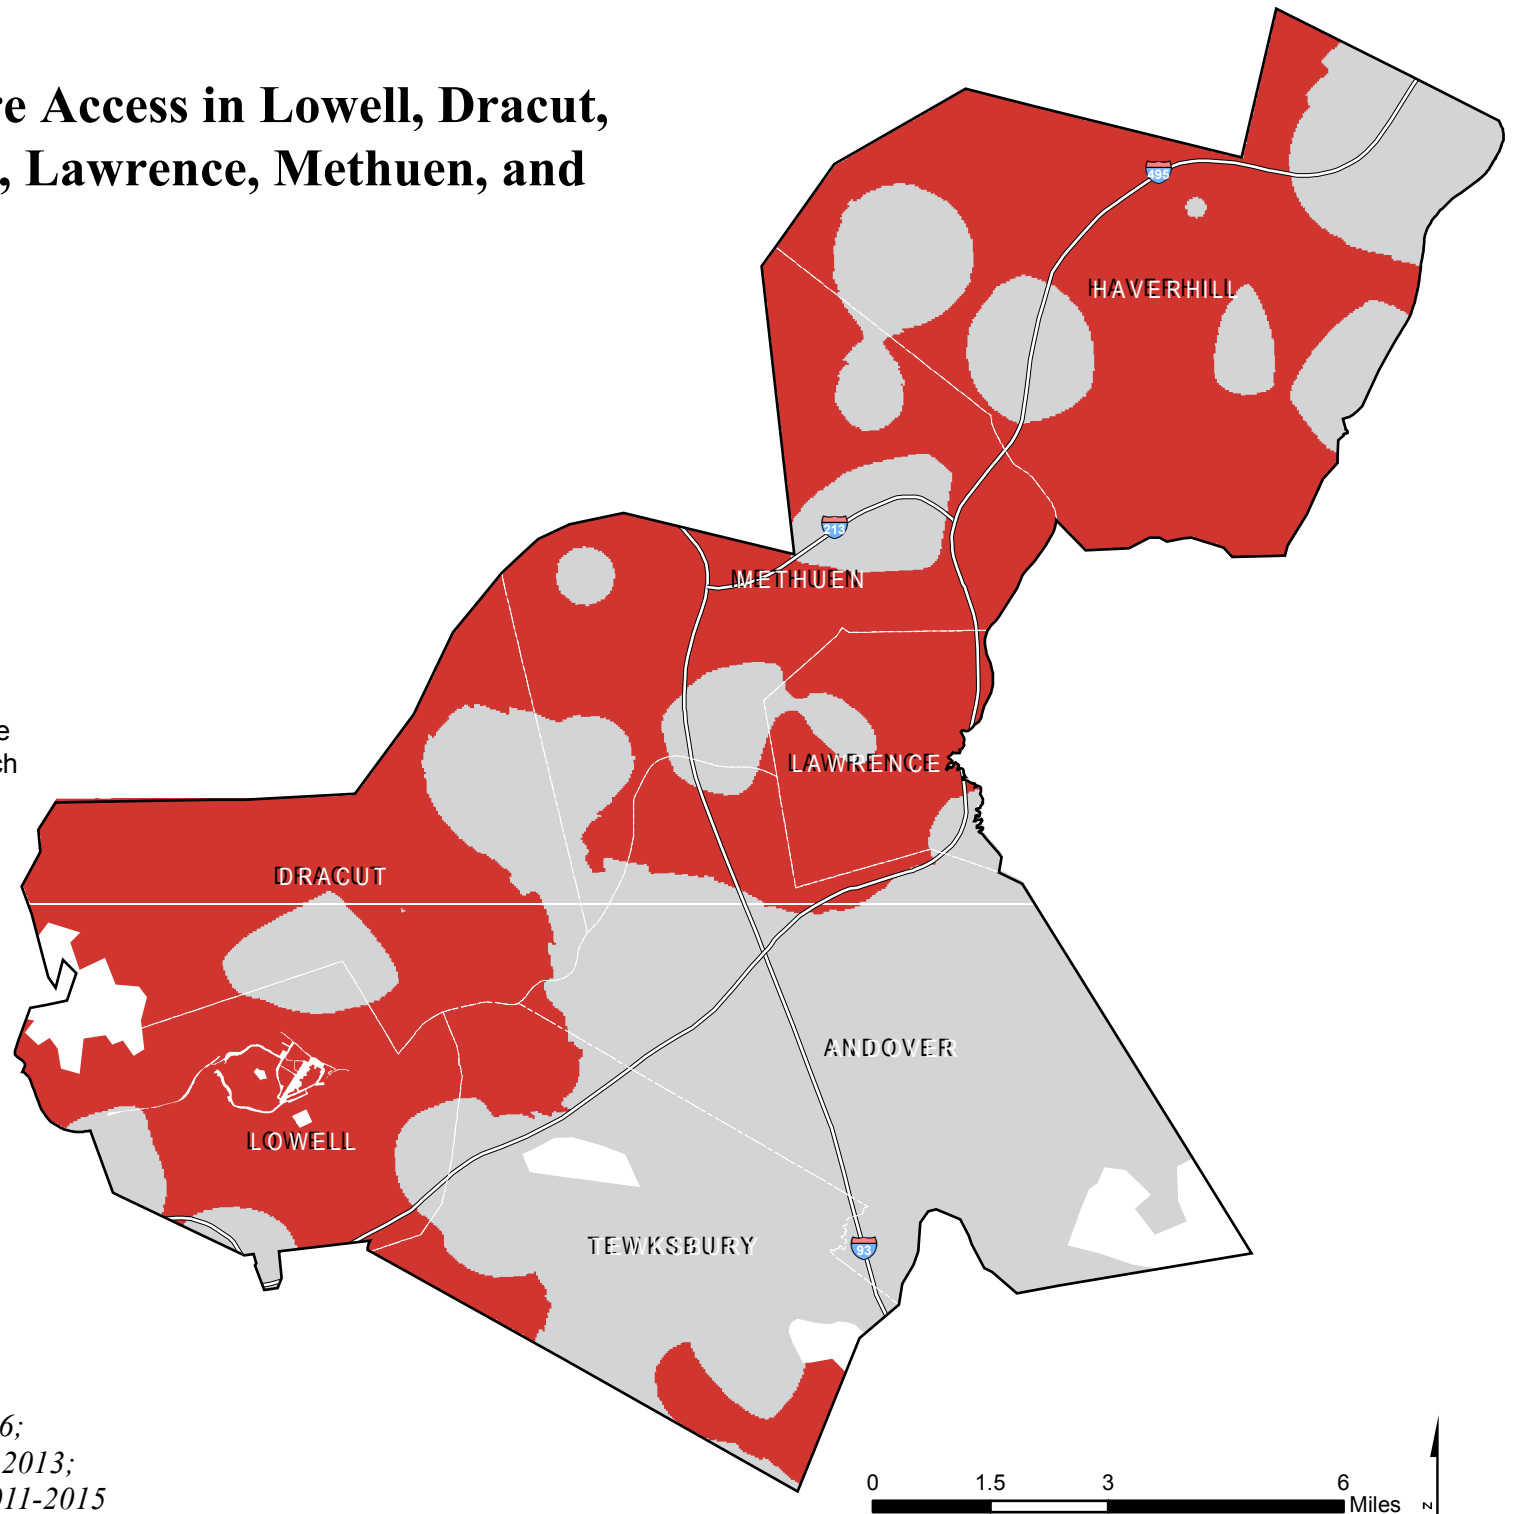 re Access in Lowell, Dracut,
, Lawrence, Methuen, and
495
HAVERHILL
213
METHUEN
e
ch
LAWRENCE
DRACUT
ANDOVER
LOWELL
TEWKSBURY
93
6;
2013;
011-2015
0 1.5 3 6
Miles
N